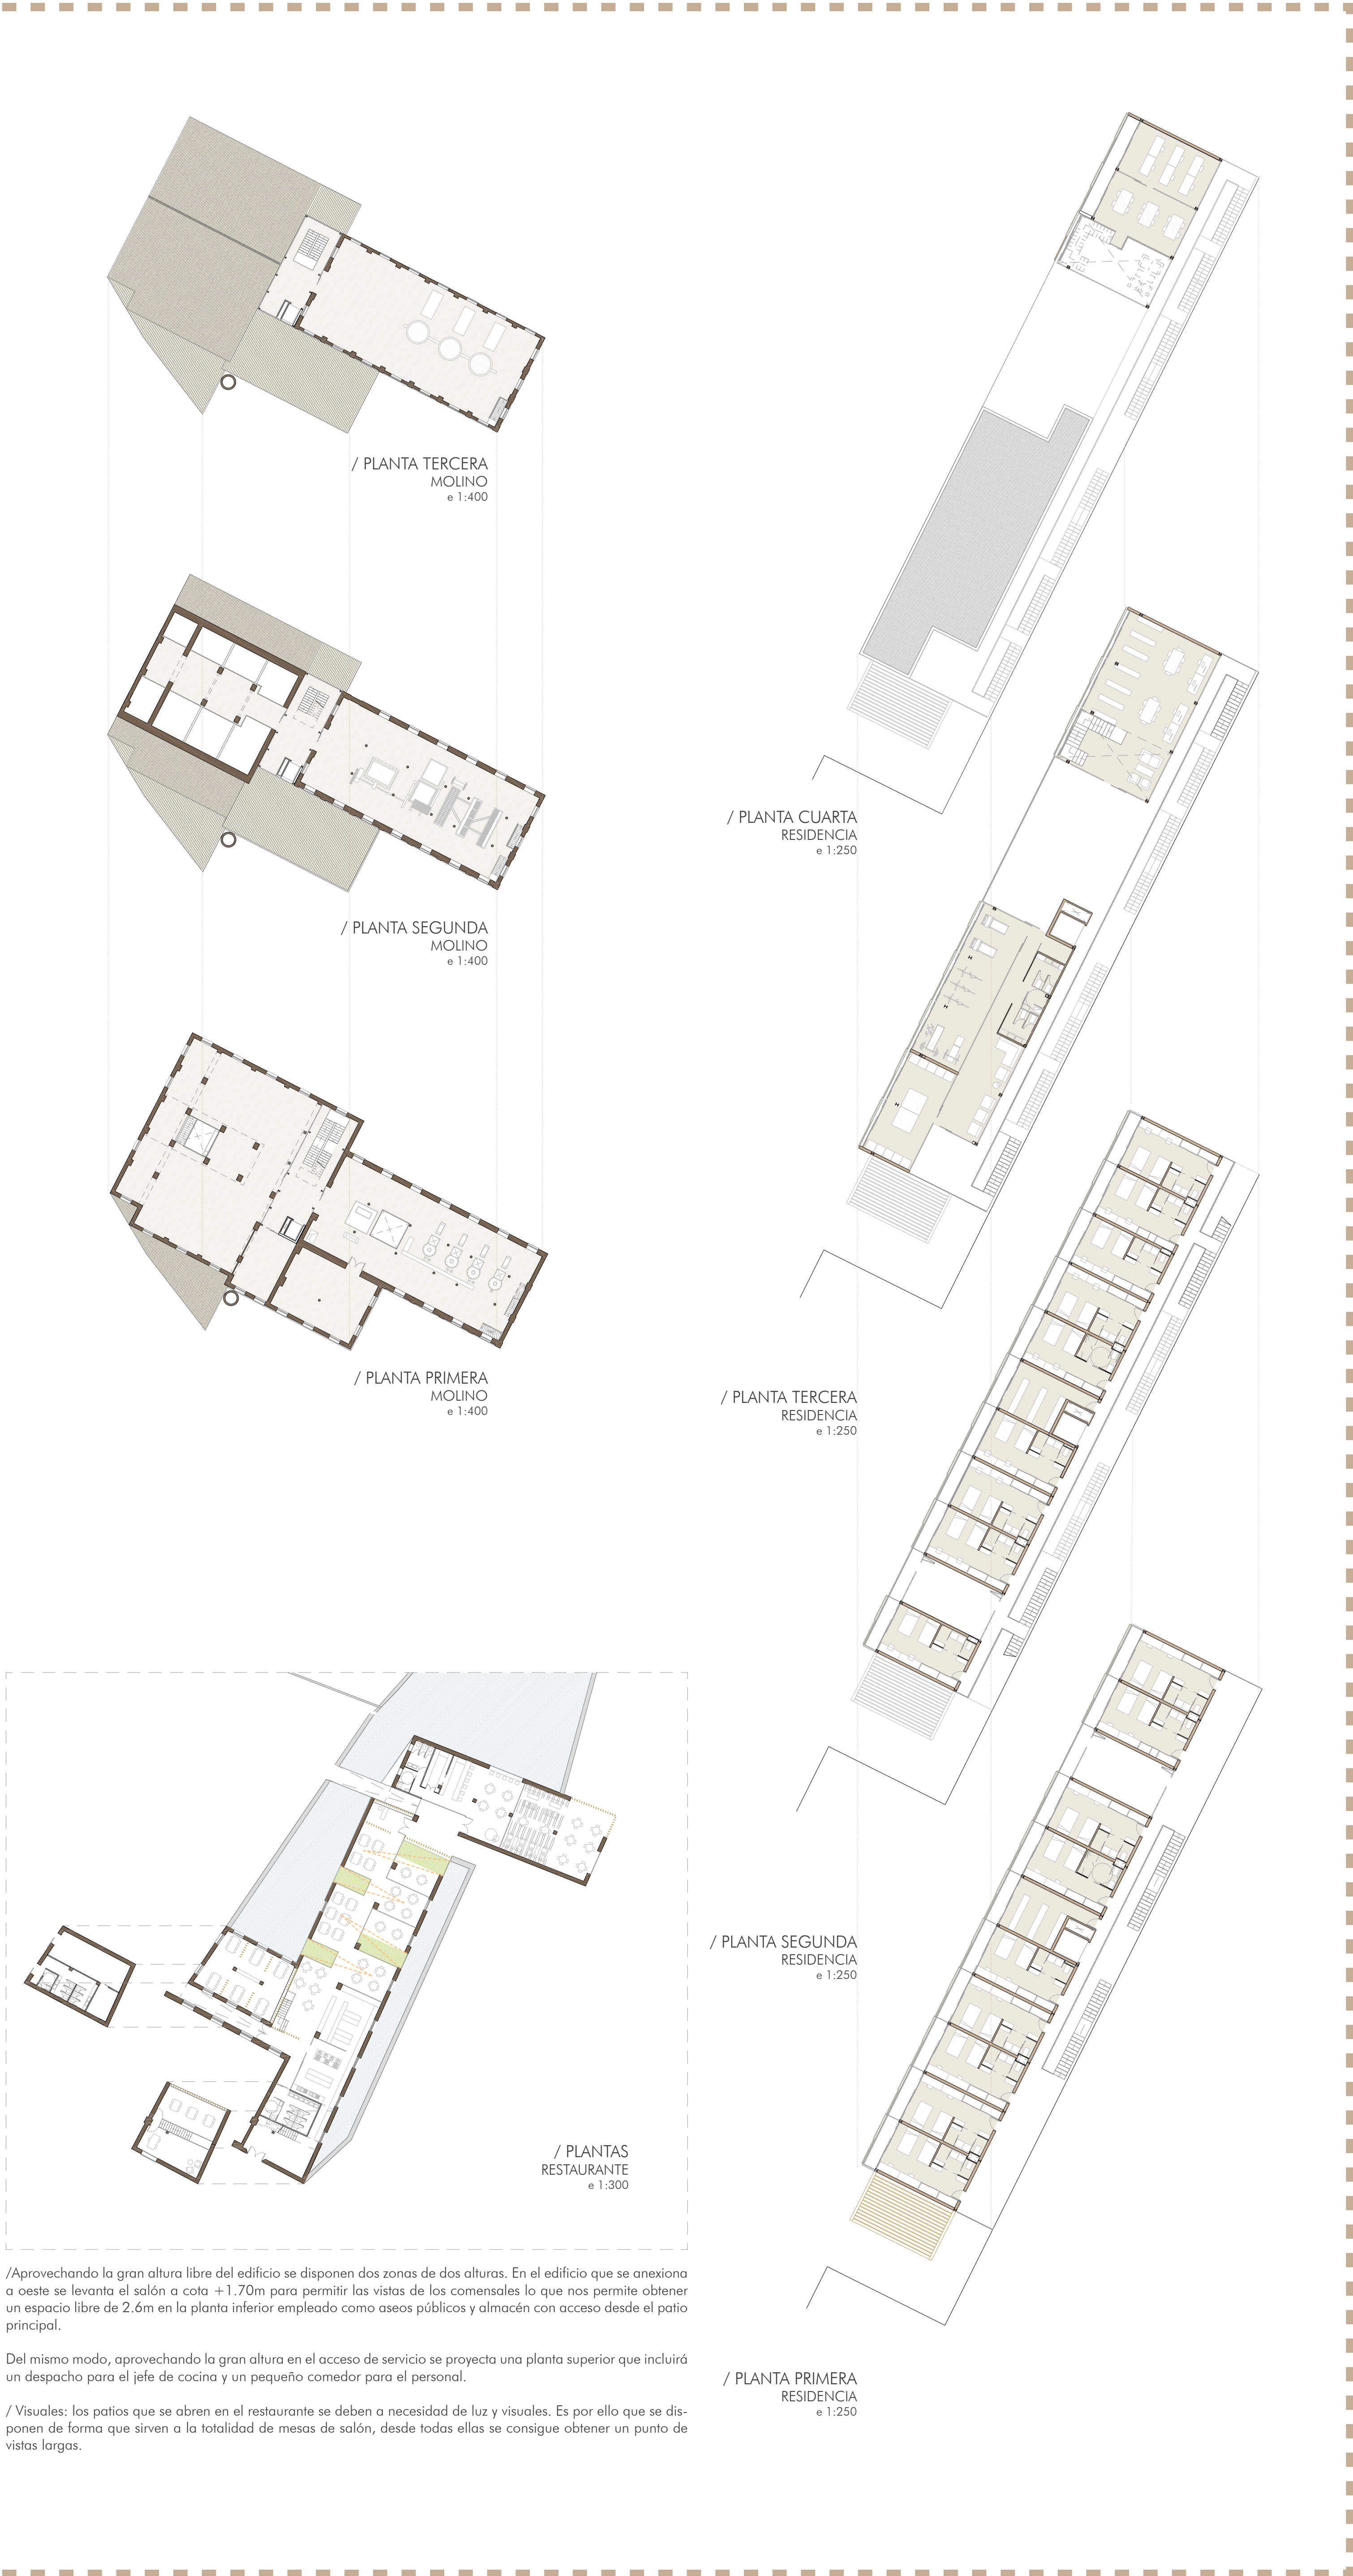 / PLANTA TERCERA
MOLINO
e 1:400
/ PLANTA SEGUNDA
MOLINO
e 1:400
/ PLANTA PRIMERA
MOLINO
e 1:400
/ PLANTAS
RESTAURANTE
e 1:300
/Aprovechando la gran altura libre del edificio se disponen dos zonas de dos alturas. En el edificio que se anexiona
a oeste se levanta el salón a cota +1.70m para permitir las vistas de los comensales lo que nos permite obtener
un espacio libre de 2.6m en la planta inferior empleado como aseos públicos y almacén con acceso desde el patio
principal.
Del mismo modo, aprovechando la gran altura en el acceso de servicio se proyecta una planta superior que incluirá
un despacho para el jefe de cocina y un pequeño comedor para el personal.
/ Visuales: los patios que se abren en el restaurante se deben a necesidad de luz y visuales. Es por ello que se dis-
ponen de forma que sirven a la totalidad de mesas de salón, desde todas ellas se consigue obtener un punto de
vistas largas.
/ PLANTA CUARTA
RESIDENCIA
e 1:250
/ PLANTA TERCERA
RESIDENCIA
e 1:250
/ PLANTA SEGUNDA
RESIDENCIA
e 1:250
/ PLANTA PRIMERA
RESIDENCIA
e 1:250